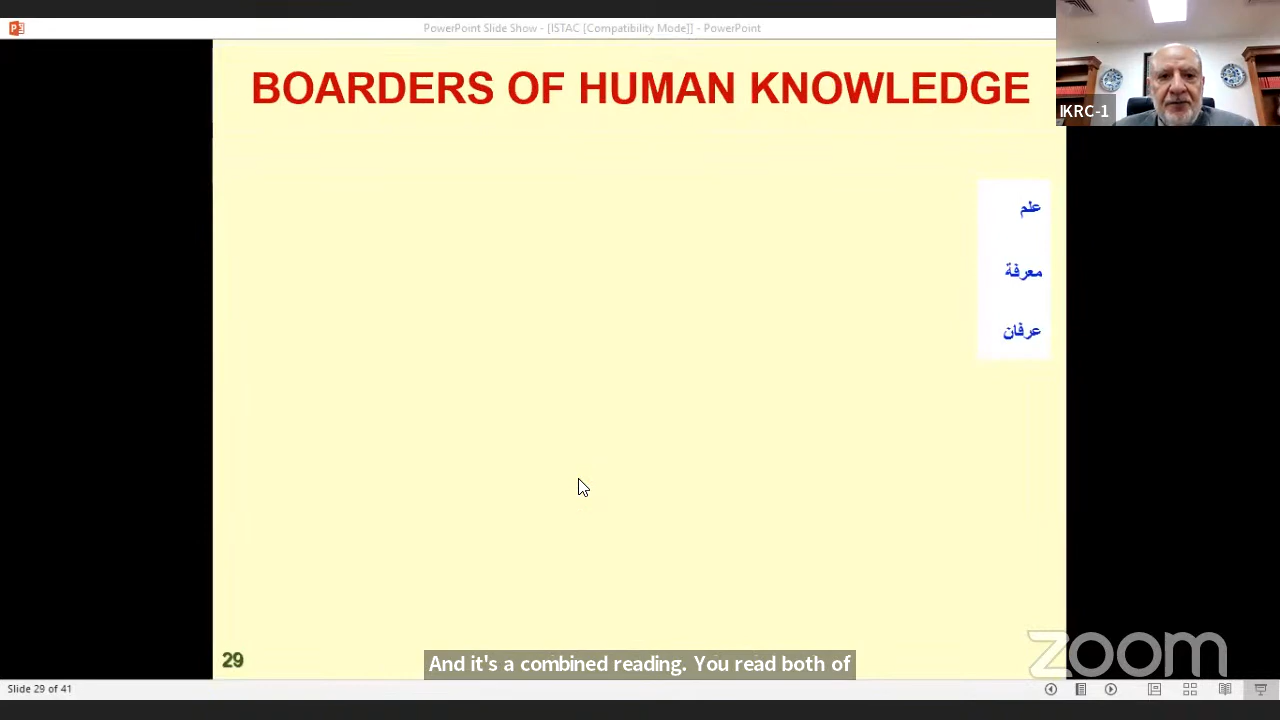 PowerPoint Slide Show - [ISTAC [Compatibility Mode]] - PowerPoint
IKRC-1
BOARDERS OF HUMAN KNOWLEDGE
علم
معرفة
عرفان
29
And it's a combined reading. You read both of
zoom
Slide 29 of 41